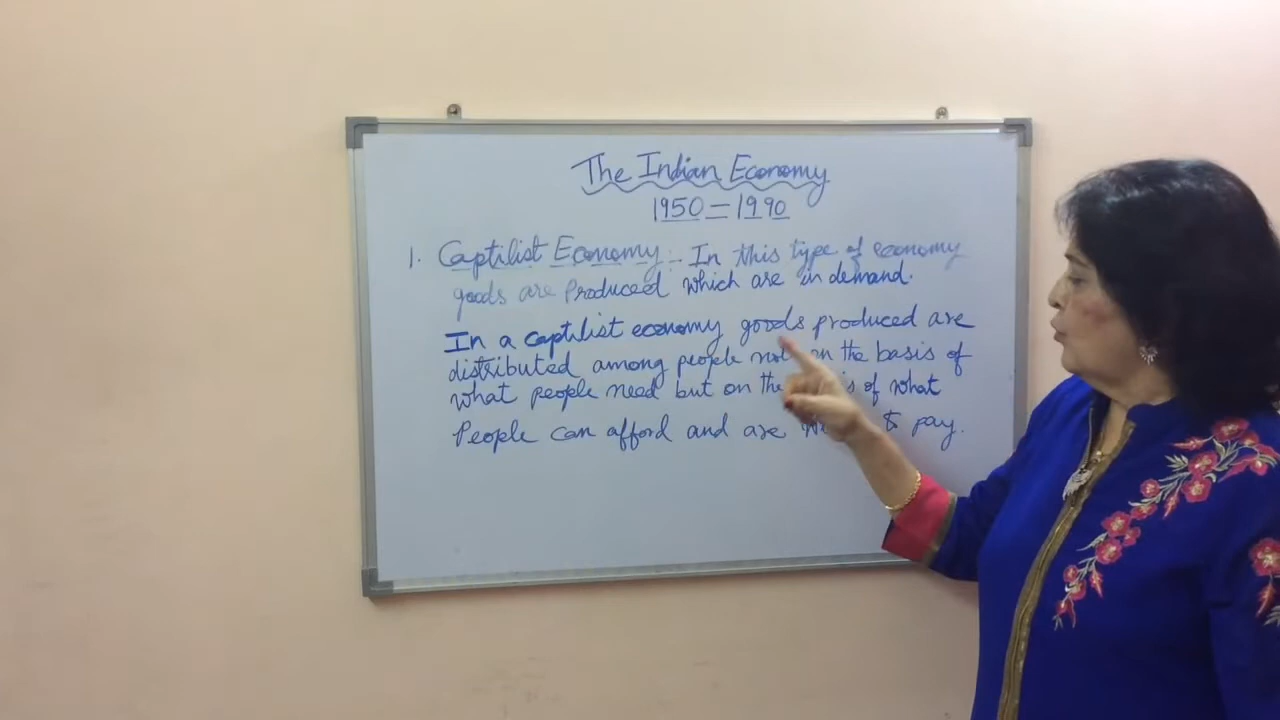 The Indian Economy
1950 = 1990
1. Captilist Economy :- In this type of economy
goods are Produced which are in demand.
In a captilist economy goods produced are
distributed among people not on the basis of
what people need but on the of what
People can afford and are to pay.